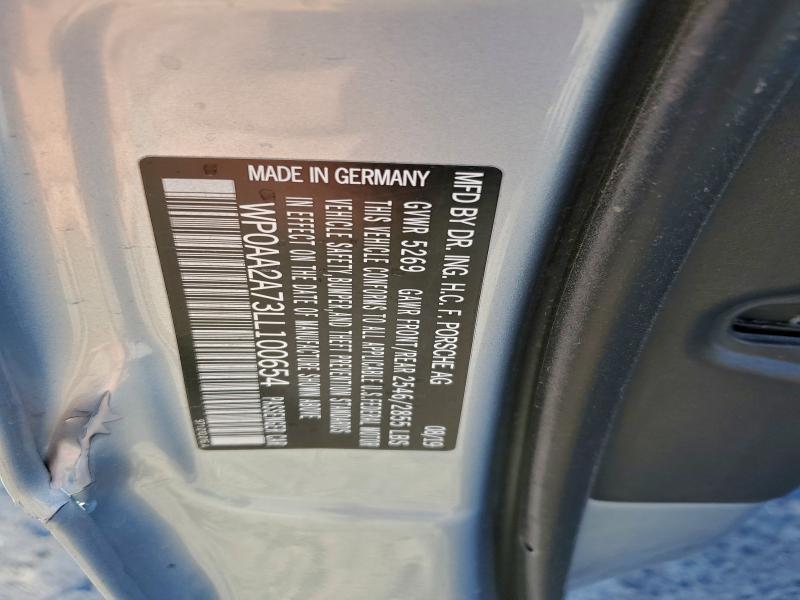 MFD BY DR. ING. H.C. F. PORSCHE AG 08/19
GVWR 5269 GAWR FRONT/REAR 2546/2855 LBS
THIS VEHICLE CONFORMS TO ALL APPLICABLE U.S. FEDERAL MOTOR
VEHICLE SAFETY, BUMPER, AND THEFT PREVENTION STANDARDS
IN EFFECT ON THE DATE OF MANUFACTURE SHOWN ABOVE
WP0AA2A73LL100654 PASSENGER CAR
MADE IN GERMANY